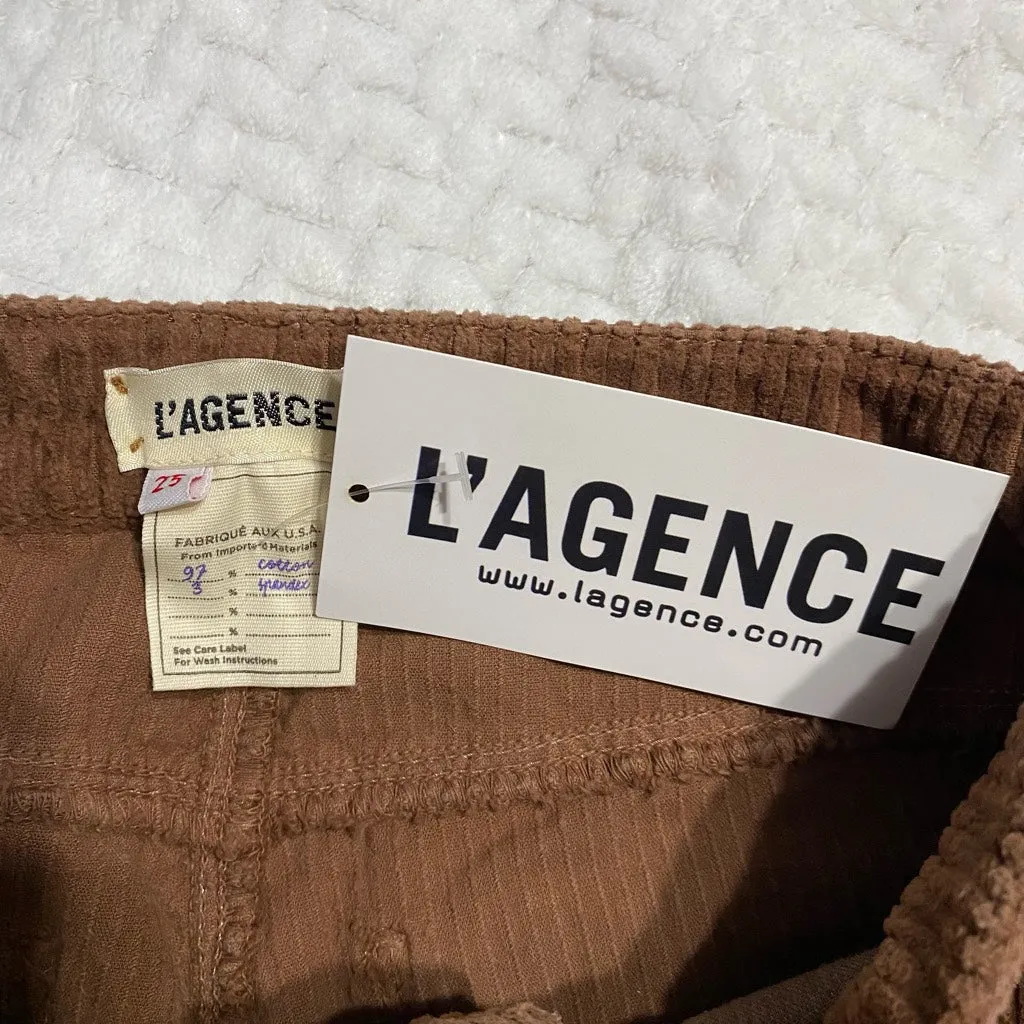 L'AGENCE
25
FABRIQUÉ AUX U.S.A.
From Imported Materials
97 % cotton
3 % spandex
%
%
See Care Label
For Wash Instructions
L'AGENCE
www.lagence.com